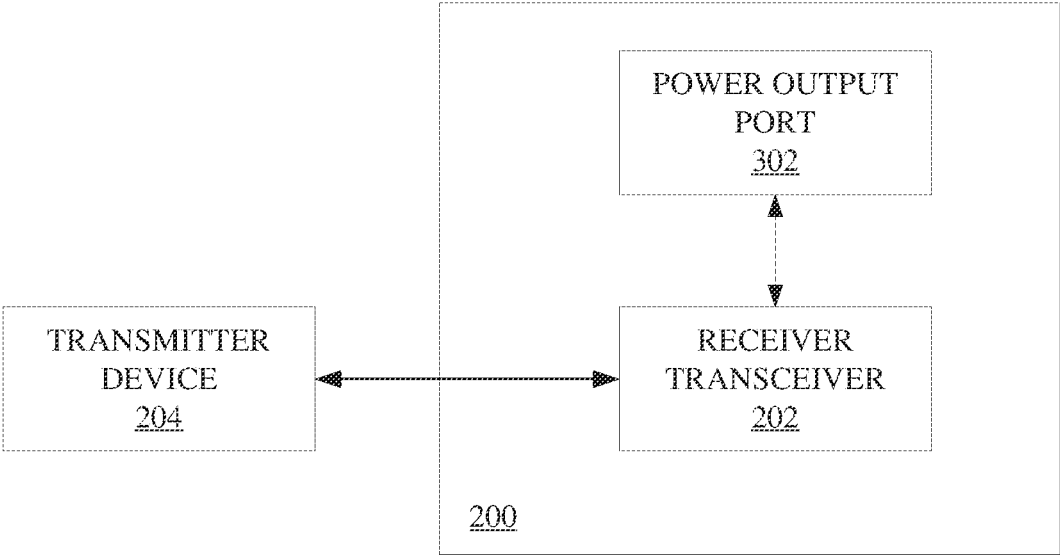 POWER OUTPUT
PORT
302
TRANSMITTER
DEVICE
204
RECEIVER
TRANSCEIVER
202
200